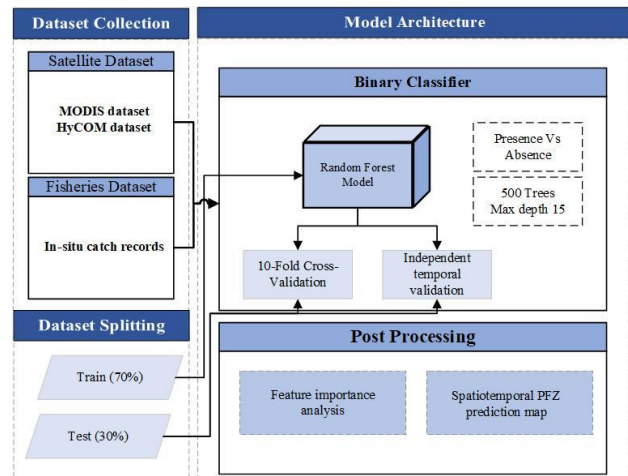 Dataset Collection
Satellite Dataset
MODIS dataset
HyCOM dataset
Fisheries Dataset
In-situ catch records
Dataset Splitting
Train (70%)
Test (30%)
Model Architecture
Binary Classifier
Random Forest
Model
Presence Vs
Absence
500 Trees
Max depth 15
10-Fold Cross-
Validation
Independent
temporal
validation
Post Processing
Feature importance
analysis
Spatiotemporal PFZ
prediction map